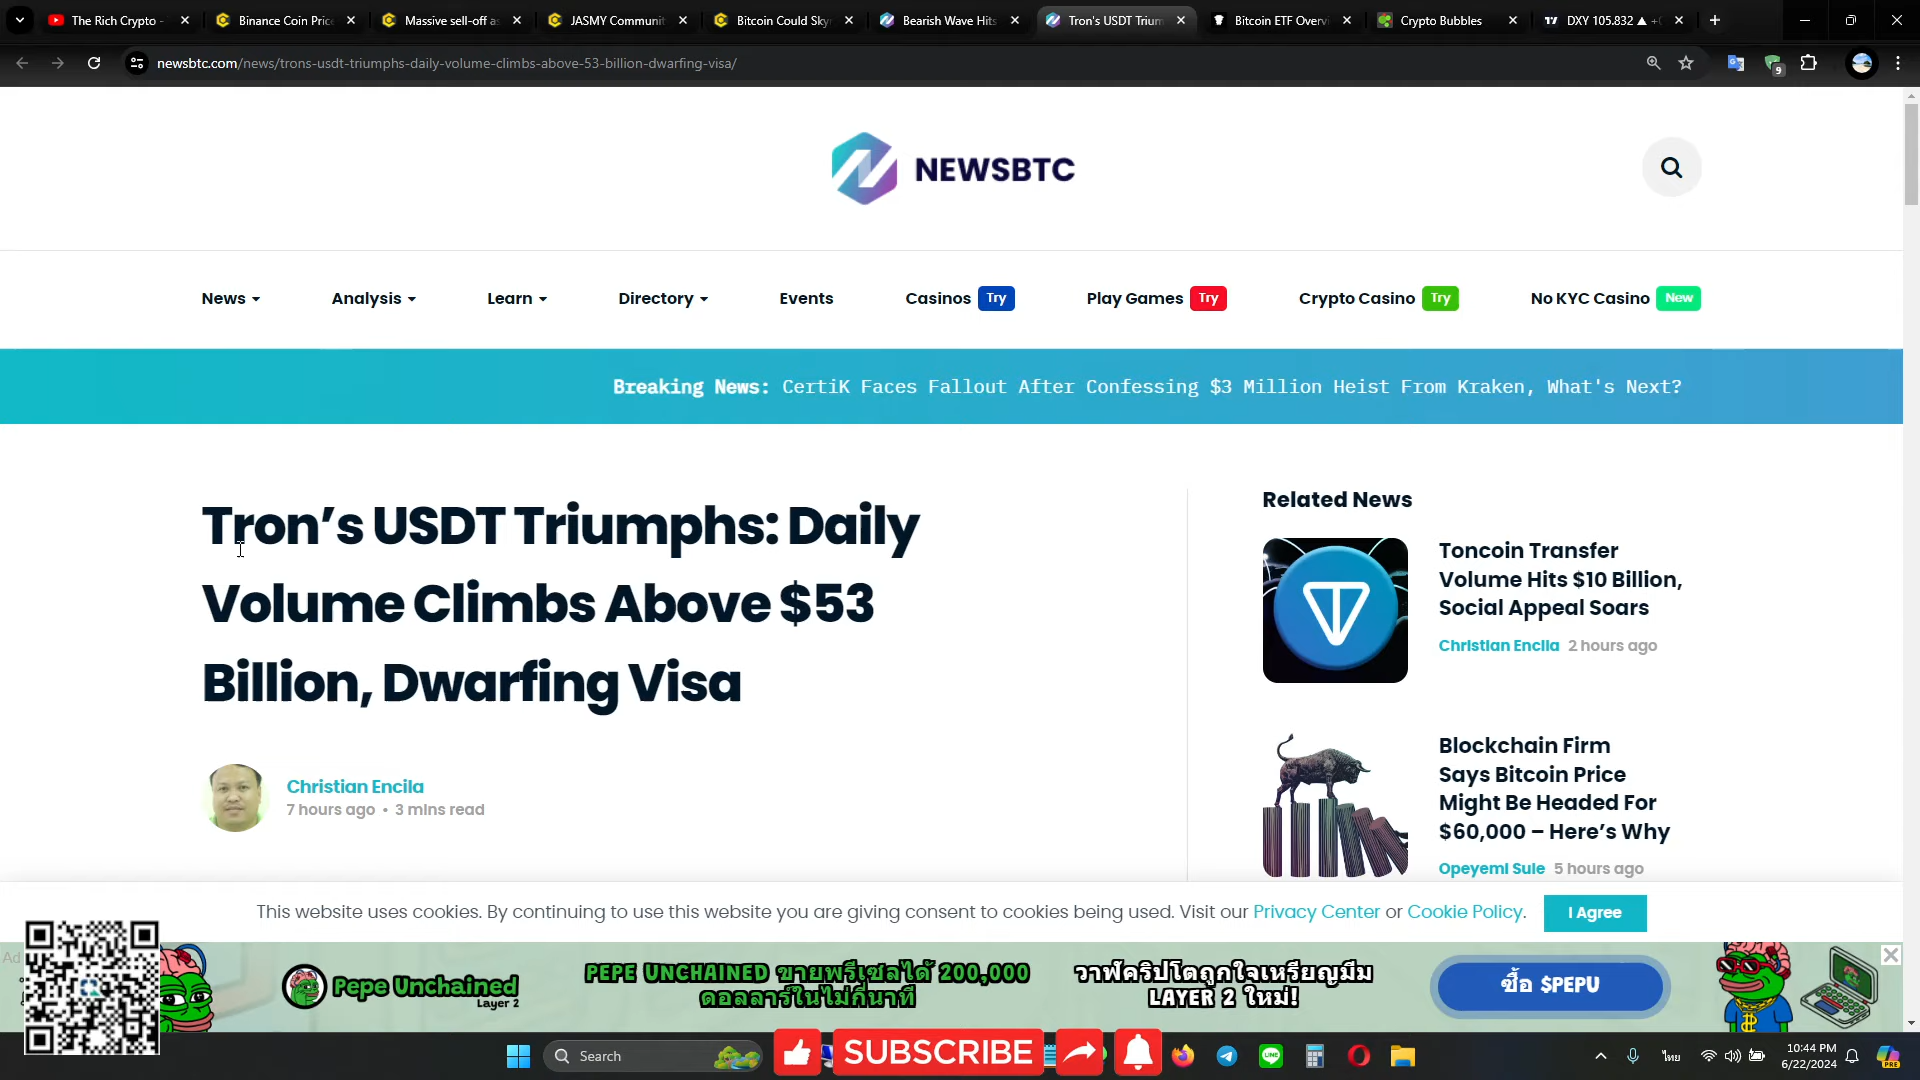 The Rich Crypto -
Binance Coin Price
Massive sell-off as
JASMY Communit
Bitcoin Could Sky
Bearish Wave Hits
Tron's USDT Trium
Bitcoin ETF Overvi
Crypto Bubbles
DXY 105.832 ▲ +
newsbtc.com/news/trons-usdt-triumphs-daily-volume-climbs-above-53-billion-dwarfing-visa/
9
NEWSBTC
News
Analysis
Learn
Directory
Events
Casinos Try
Play Games Try
Crypto Casino Try
No KYC Casino New
Breaking News: CertiK Faces Fallout After Confessing $3 Million Heist From Kraken, What's Next?
Tron’s USDT Triumphs: Daily
Volume Climbs Above $53
Billion, Dwarfing Visa
Christian Encila
7 hours ago • 3 mins read
Related News
Toncoin Transfer
Volume Hits $10 Billion,
Social Appeal Soars
Christian Encila 2 hours ago
Blockchain Firm
Says Bitcoin Price
Might Be Headed For
$60,000 – Here’s Why
Opeyemi Sule 5 hours ago
This website uses cookies. By continuing to use this website you are giving consent to cookies being used. Visit our Privacy Center or Cookie Policy.
I Agree
Ad
Pepe Unchained
Layer 2
PEPE UNCHAINED ขายพรีเซลได้ 200,000
ดอลลาร์ในไม่กี่นาที
วาฬคริปโตถูกใจเหรียญมีม
LAYER 2 ใหม่!
ซื้อ $PEPU
Search
SUBSCRIBE
ไทย
10:44 PM
6/22/2024
PRE